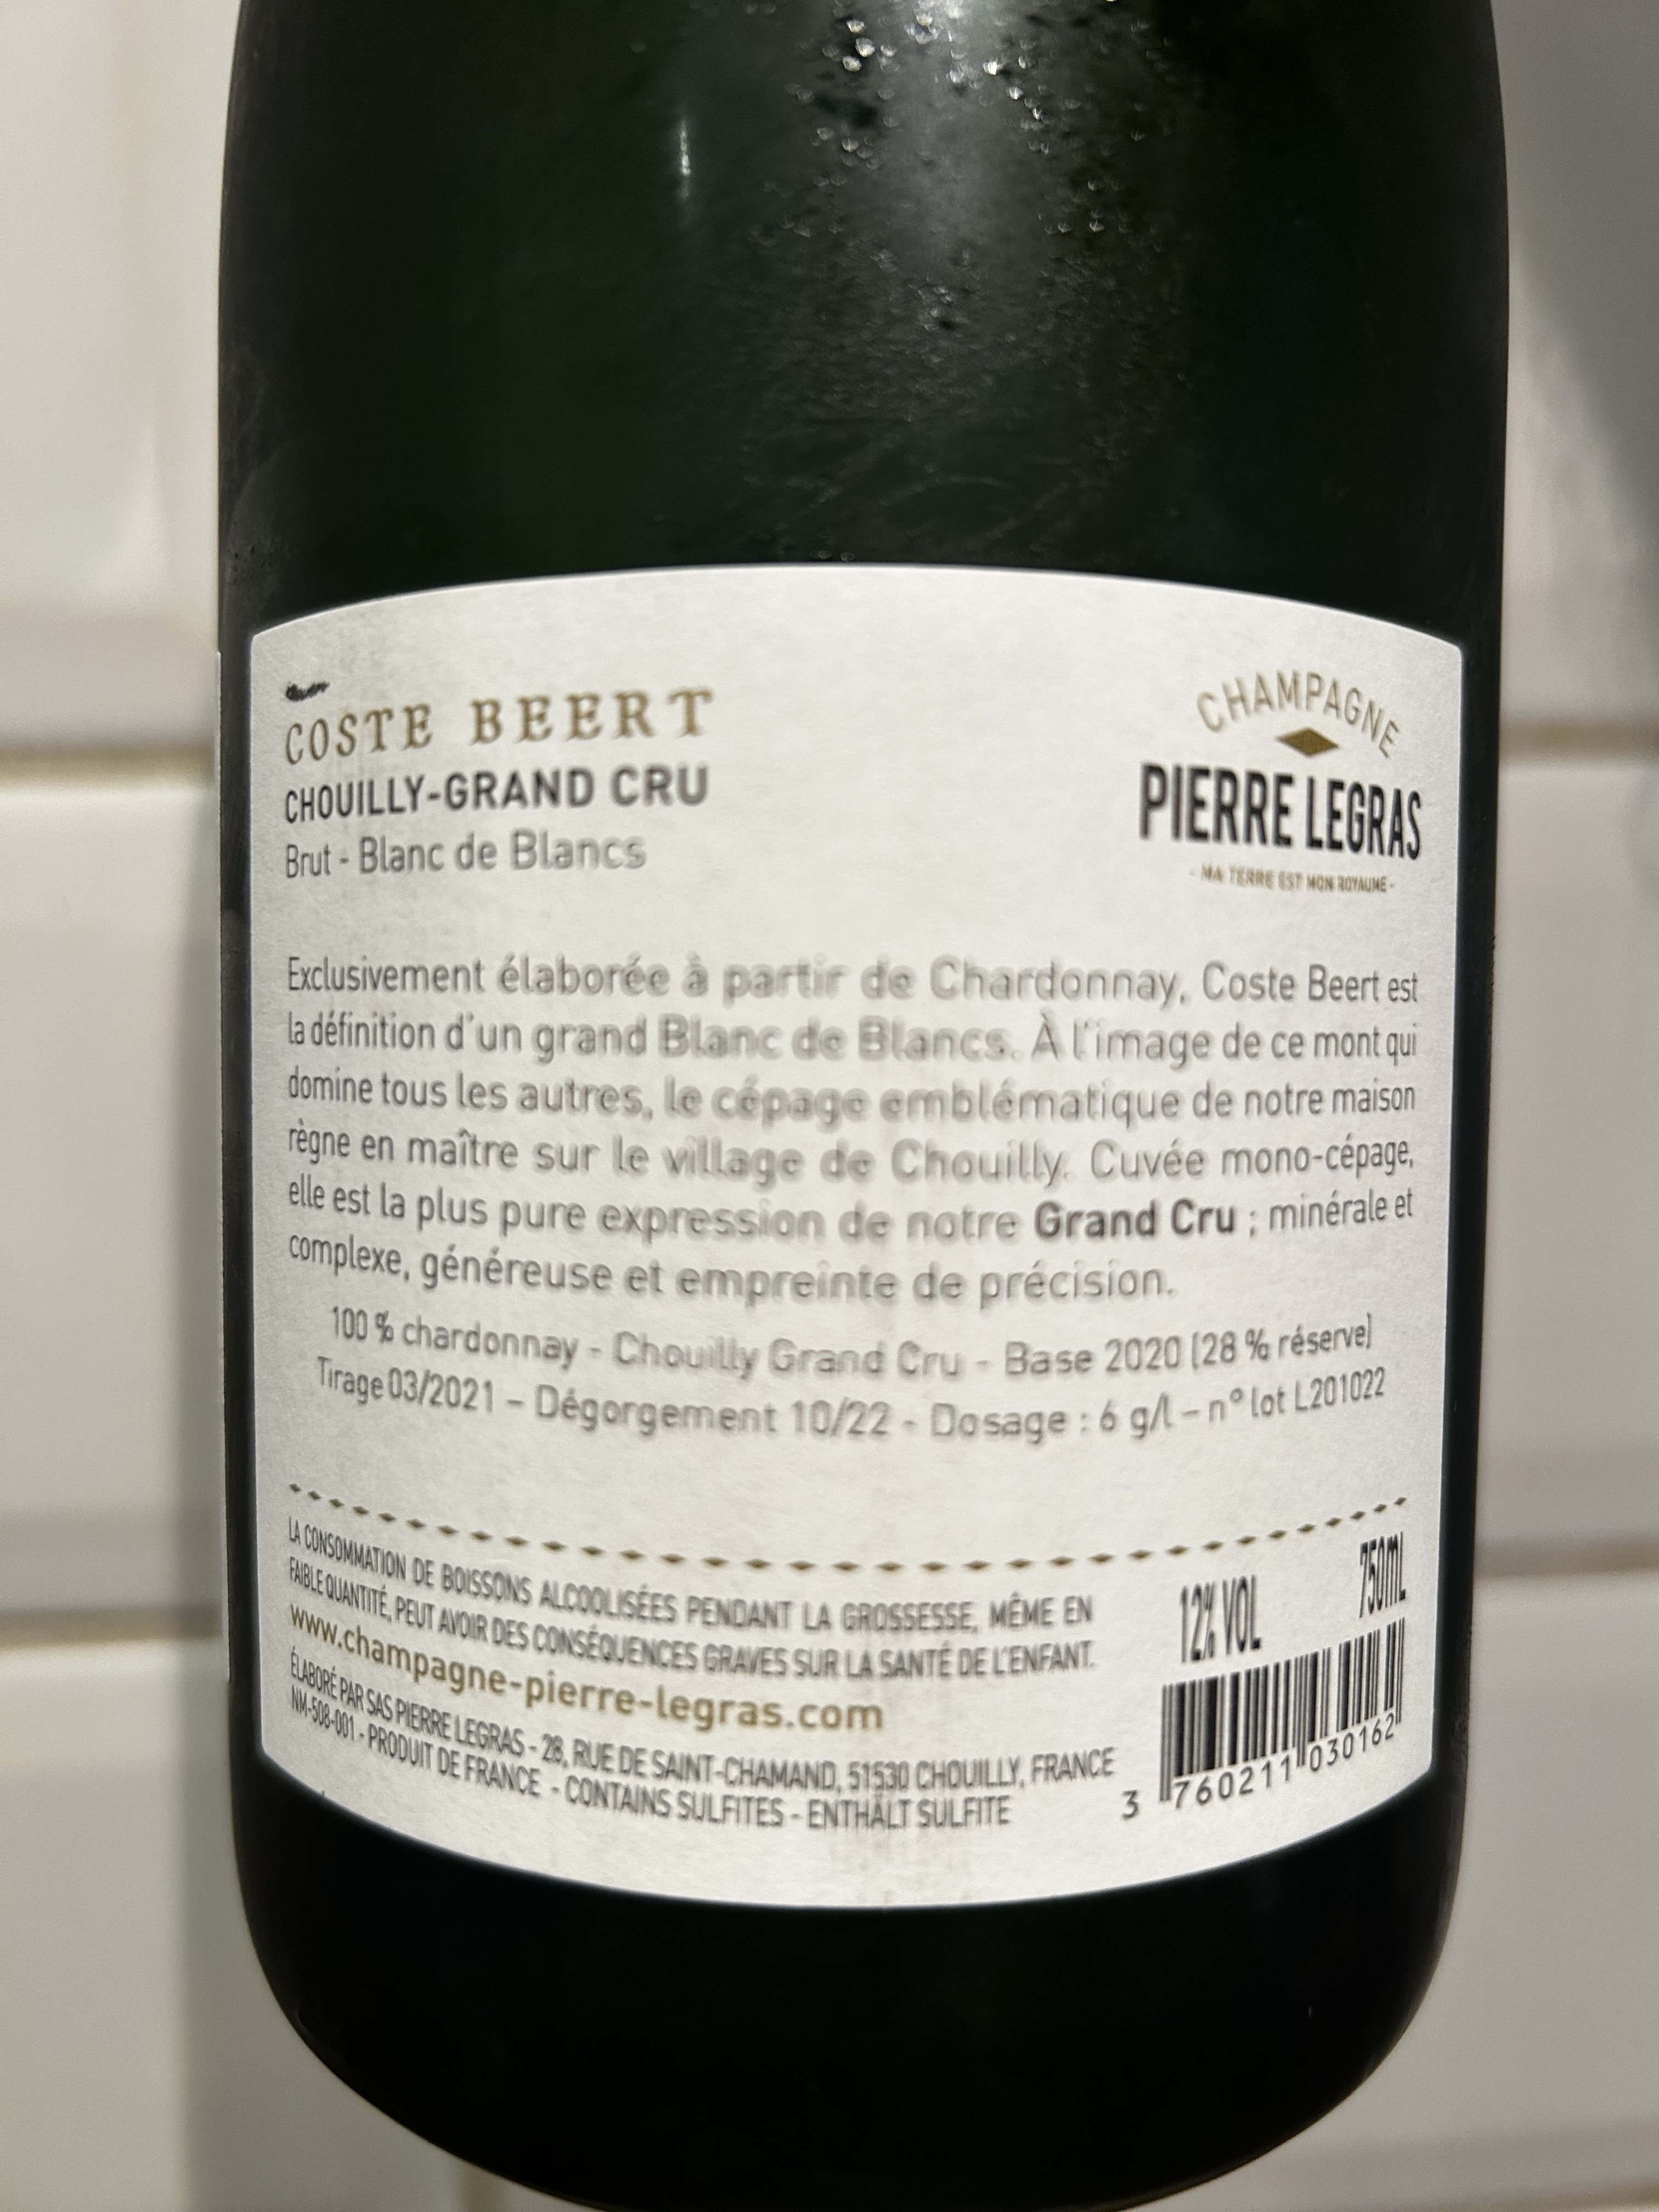 COSTE BEERT
CHOUILLY-GRAND CRU
Brut - Blanc de Blancs
CHAMPAGNE
PIERRE LEGRAS
- MA TERRE EST MON ROYAUME -
Exclusivement élaborée à partir de Chardonnay, Coste Beert est
la définition d'un grand Blanc de Blancs. À l'image de ce mont qui
domine tous les autres, le cépage emblématique de notre maison
règne en maître sur le village de Chouilly. Cuvée mono-cépage,
elle est la plus pure expression de notre Grand Cru ; minérale et
complexe, généreuse et empreinte de précision.
100 % chardonnay - Chouilly Grand Cru - Base 2020 (28 % réserve)
Tirage 03/2021 – Dégorgement 10/22 - Dosage : 6 g/l – n° lot L201022
LA CONSOMMATION DE BOISSONS ALCOOLISÉES PENDANT LA GROSSESSE, MÊME EN
FAIBLE QUANTITÉ, PEUT AVOIR DES CONSÉQUENCES GRAVES SUR LA SANTÉ DE L'ENFANT.
www.champagne-pierre-legras.com
ÉLABORÉ PAR SAS PIERRE LEGRAS - 28, RUE DE SAINT-CHAMAND, 51530 CHOUILLY, FRANCE
NM-508-001 - PRODUIT DE FRANCE - CONTAINS SULFITES - ENTHÄLT SULFITE
12% VOL 750mL
3 760211 030162